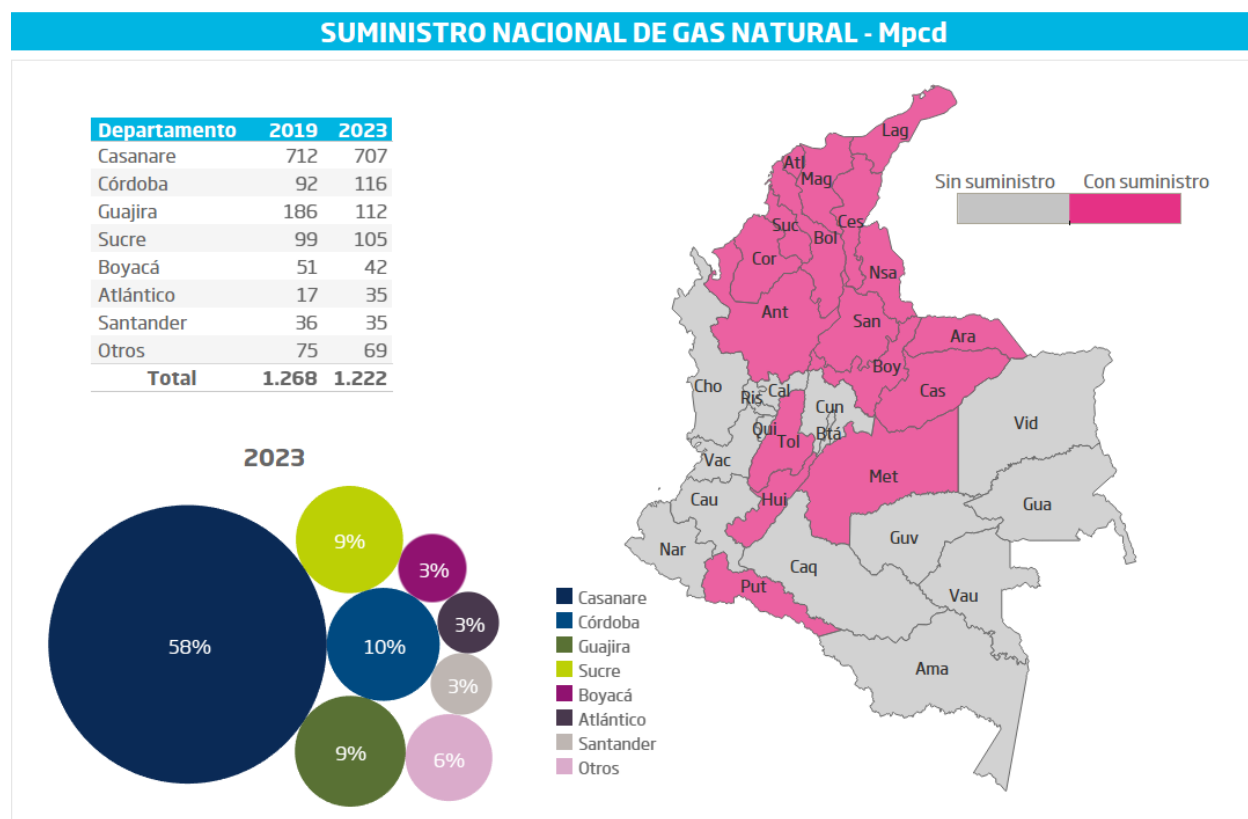 SUMINISTRO NACIONAL DE GAS NATURAL - Mpcd
Departamento 2019 2023
Casanare 712 707
Córdoba 92 116
Guajira 186 112
Sucre 99 105
Boyacá 51 42
Atlántico 17 35
Santander 36 35
Otros 75 69
Total 1.268 1.222
2023
58%
9%
3%
10%
3%
3%
9%
6%
Casanare
Córdoba
Guajira
Sucre
Boyacá
Atlántico
Santander
Otros
Sin suministro Con suministro
Lag
Atl
Mag
Suc
Ces
Bol
Cor
Nsa
Ant
San
Ara
Boy
Cas
Cho
Cal
Ris
Cun
Vid
Qui
Tol
Btá
Vac
Met
Cau
Hui
Gua
Nar
Guv
Caq
Put
Vau
Ama